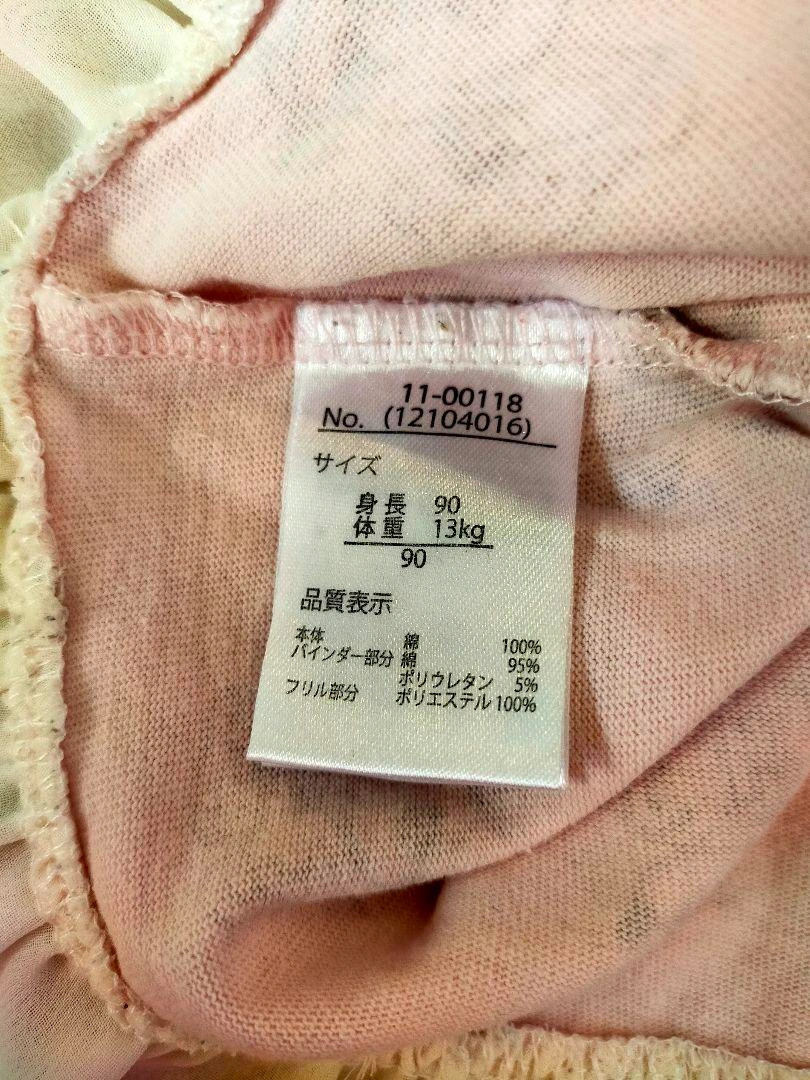 11-00118
No. (12104016)
サイズ
身長 90
体重 13kg
90
品質表示
本体 綿 100%
バインダー部分 綿 95%
ポリウレタン 5%
フリル部分 ポリエステル 100%